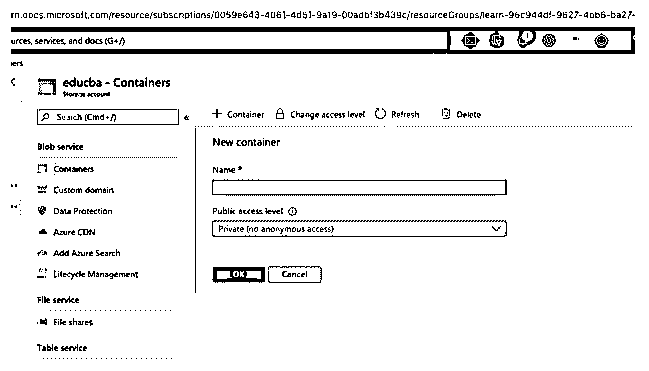 rn.docs.microsoft.com/resource/subscriptions/0059e643-4061-4d51-9a19-00adbf3b439c/resourceGroups/learn-96c944df-9627-4bb6-ba27-
urces, services, and docs (G+/)
ers
educba - Containers
Storage account
Search (Cmd+/)
«
+ Container
Change access level
Refresh
Delete
Blob service
Containers
Custom domain
Data Protection
Azure CDN
Add Azure Search
Lifecycle Management
File service
File shares
Table service
New container
Name *
Public access level
Private (no anonymous access)
OK
Cancel